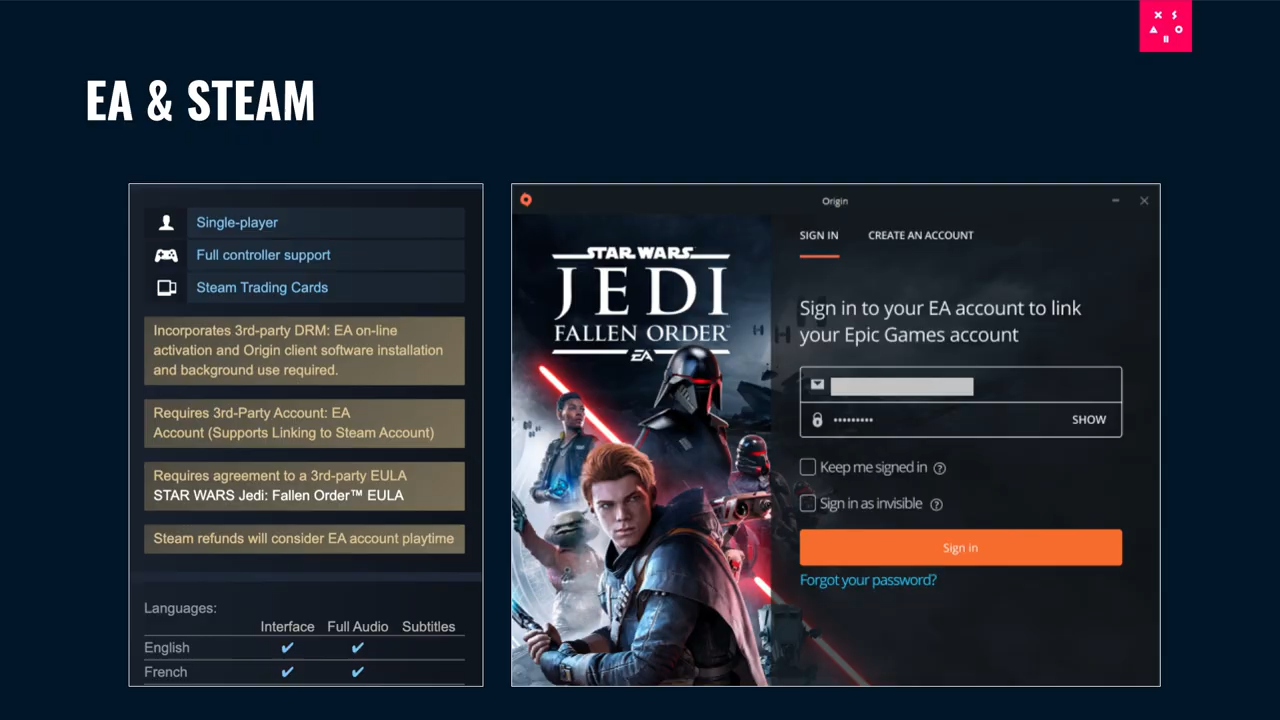 EA & STEAM
Single-player
Full controller support
Steam Trading Cards
Incorporates 3rd-party DRM: EA on-line
activation and Origin client software installation
and background use required.
Requires 3rd-Party Account: EA
Account (Supports Linking to Steam Account)
Requires agreement to a 3rd-party EULA
STAR WARS Jedi: Fallen Order™ EULA
Steam refunds will consider EA account playtime
Languages:
Interface Full Audio Subtitles
English ✔ ✔
French ✔ ✔
Origin
STAR WARS
JEDI
FALLEN ORDER™
EA
SIGN IN CREATE AN ACCOUNT
Sign in to your EA account to link
your Epic Games account
••••••••• SHOW
Keep me signed in ?
Sign in as invisible ?
Sign in
Forgot your password?